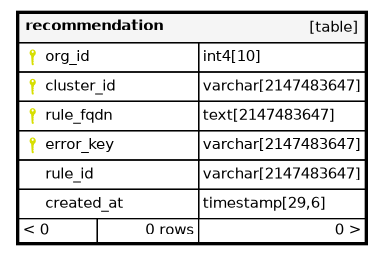 recommendation [table]
org_id int4[10]
cluster_id varchar[2147483647]
rule_fqdn text[2147483647]
error_key varchar[2147483647]
rule_id varchar[2147483647]
created_at timestamp[29,6]
< 0 0 rows 0 >